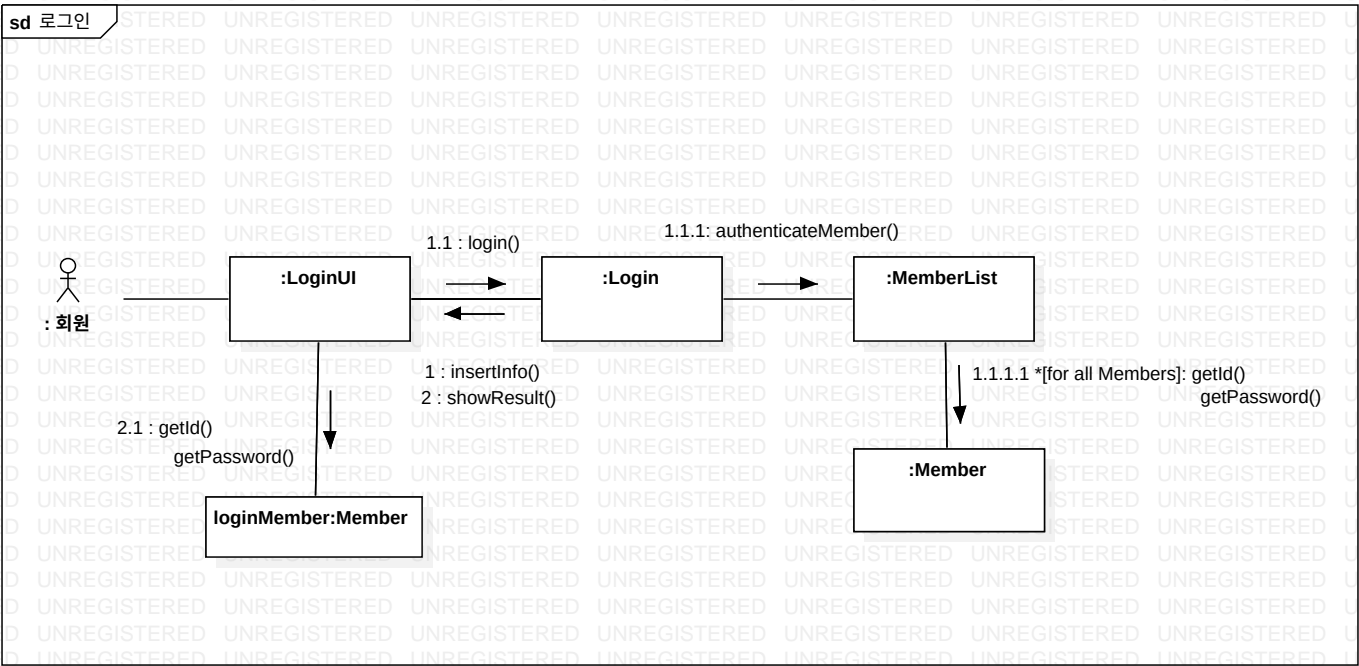 sd 로그인
1.1 : login()
1.1.1: authenticateMember()
:LoginUI
:Login
:MemberList
: 회원
1 : insertInfo()
2 : showResult()
1.1.1.1 *[for all Members]: getId()
getPassword()
2.1 : getId()
getPassword()
:Member
loginMember:Member
UNREGISTERED